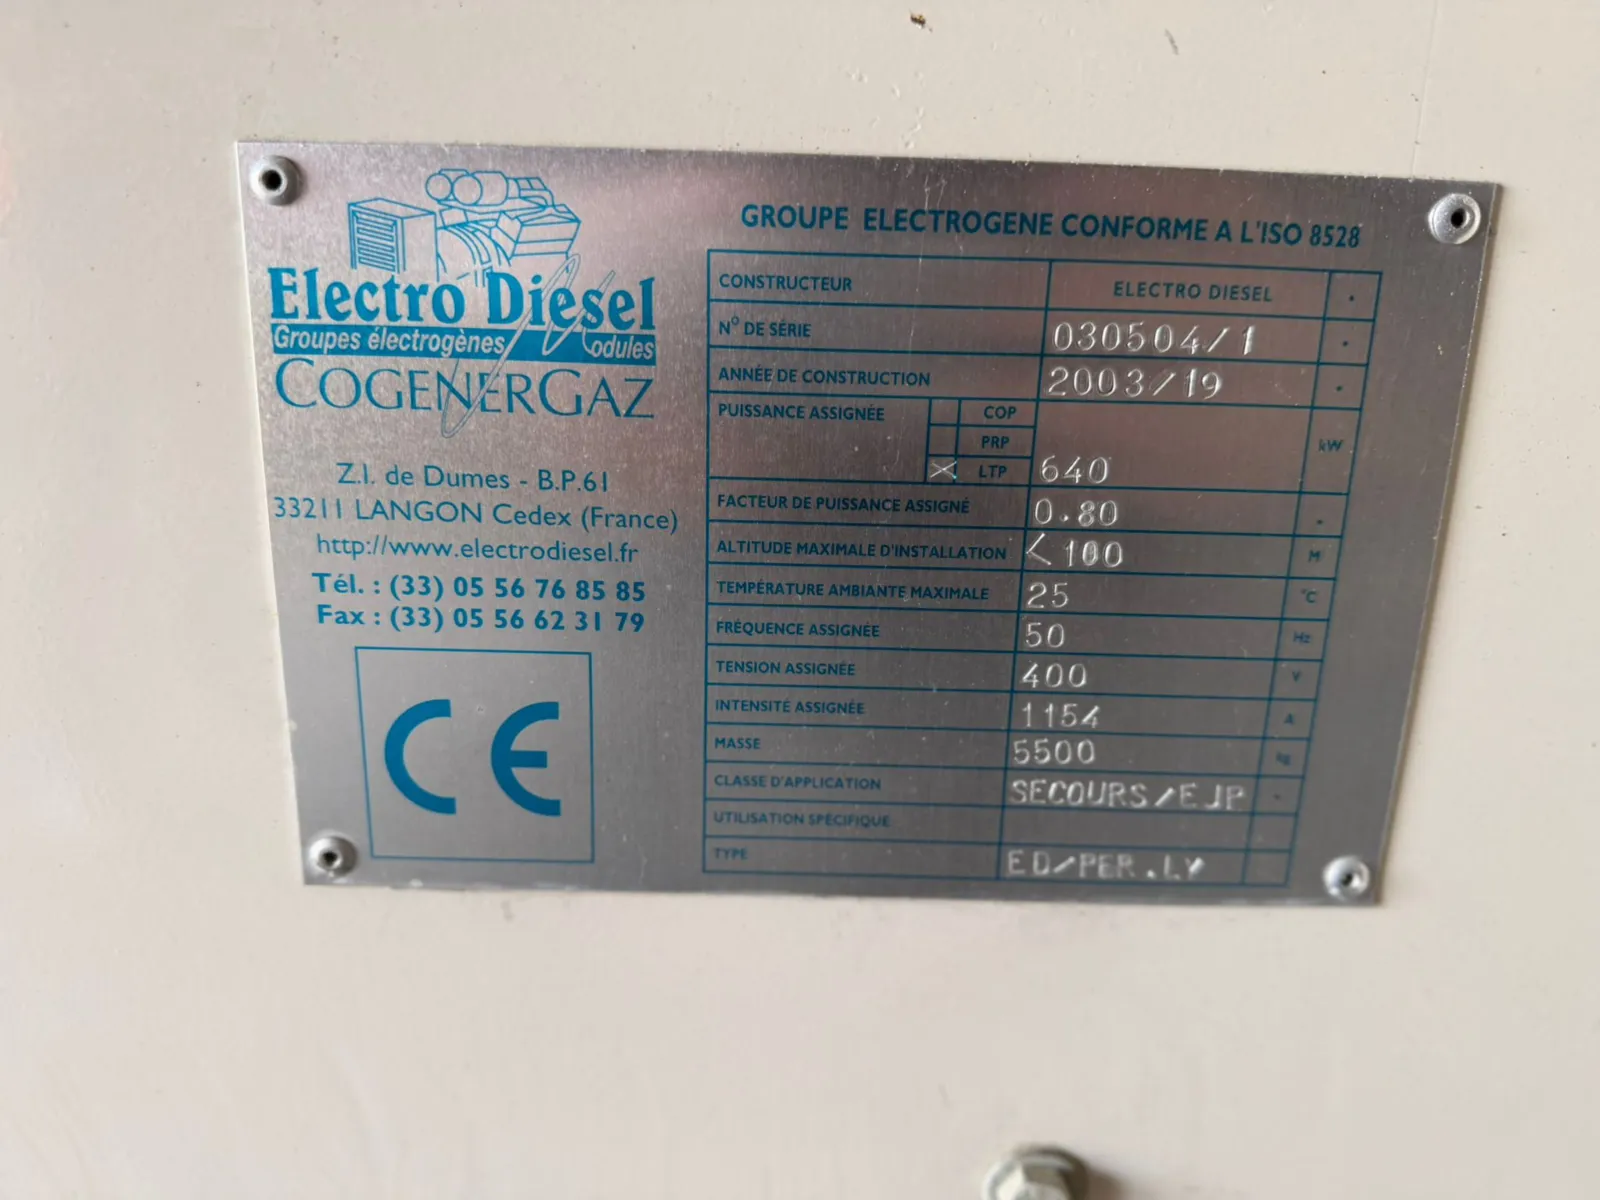 Electro Diesel
Groupes électrogènes Modules
COGENERGAZ
Z.I. de Dumes - B.P.61
33211 LANGON Cedex (France)
http://www.electrodiesel.fr
Tél. : (33) 05 56 76 85 85
Fax : (33) 05 56 62 31 79
CE
GROUPE ELECTROGENE CONFORME A L'ISO 8528
CONSTRUCTEUR ELECTRO DIESEL
N° DE SÉRIE 030504/1
ANNÉE DE CONSTRUCTION 2003/19
PUISSANCE ASSIGNÉE COP
PRP kW
X LTP 640
FACTEUR DE PUISSANCE ASSIGNÉ 0.80
ALTITUDE MAXIMALE D'INSTALLATION <100 M
TEMPÉRATURE AMBIANTE MAXIMALE 25 °C
FRÉQUENCE ASSIGNÉE 50 Hz
TENSION ASSIGNÉE 400 V
INTENSITÉ ASSIGNÉE 1154 A
MASSE 5500 kg
CLASSE D'APPLICATION SECOURS/EJP
UTILISATION SPÉCIFIQUE
TYPE ED/PER.LY